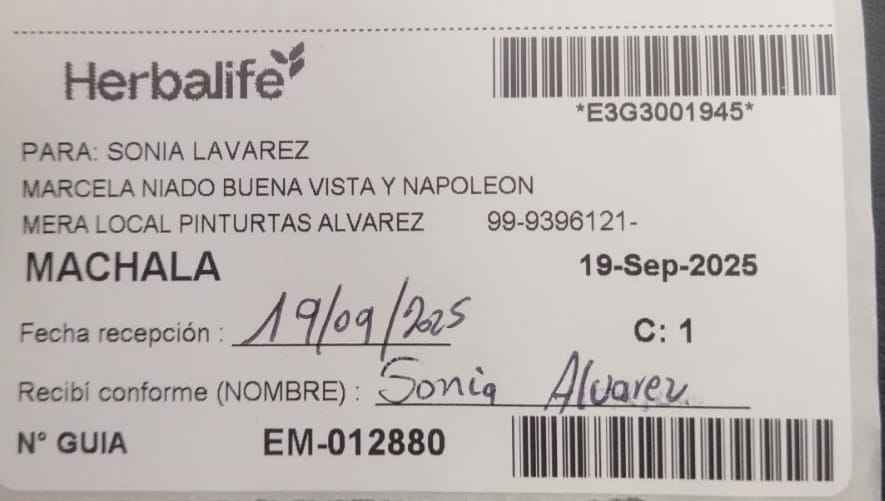 Herbalife
*E3G3001945*
PARA: SONIA LAVAREZ
MARCELA NIADO BUENA VISTA Y NAPOLEON
MERA LOCAL PINTURTAS ALVAREZ 99-9396121-
MACHALA 19-Sep-2025
Fecha recepción : 19/09/2025 C: 1
Recibí conforme (NOMBRE) : Sonia Alvarez
N° GUIA EM-012880